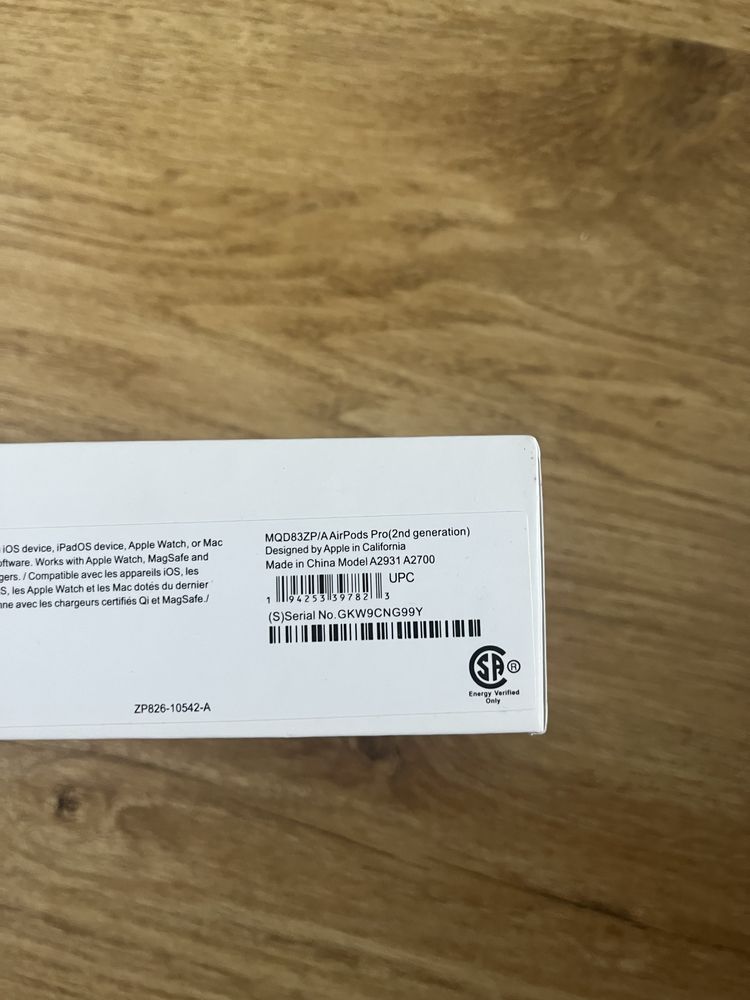 iOS device, iPadOS device, Apple Watch, or Mac
oftware. Works with Apple Watch, MagSafe and
gers. / Compatible avec les appareils iOS, les
S, les Apple Watch et les Mac dotés du dernier
nne avec les chargeurs certifiés Qi et MagSafe./
ZP826-10542-A
MQD83ZP/AAirPods Pro(2nd generation)
Designed by Apple in California
Made in China Model A2931 A2700
UPC
1 94253 39782 3
(S)Serial No.GKW9CNG99Y
SA ®
Energy Verified
Only